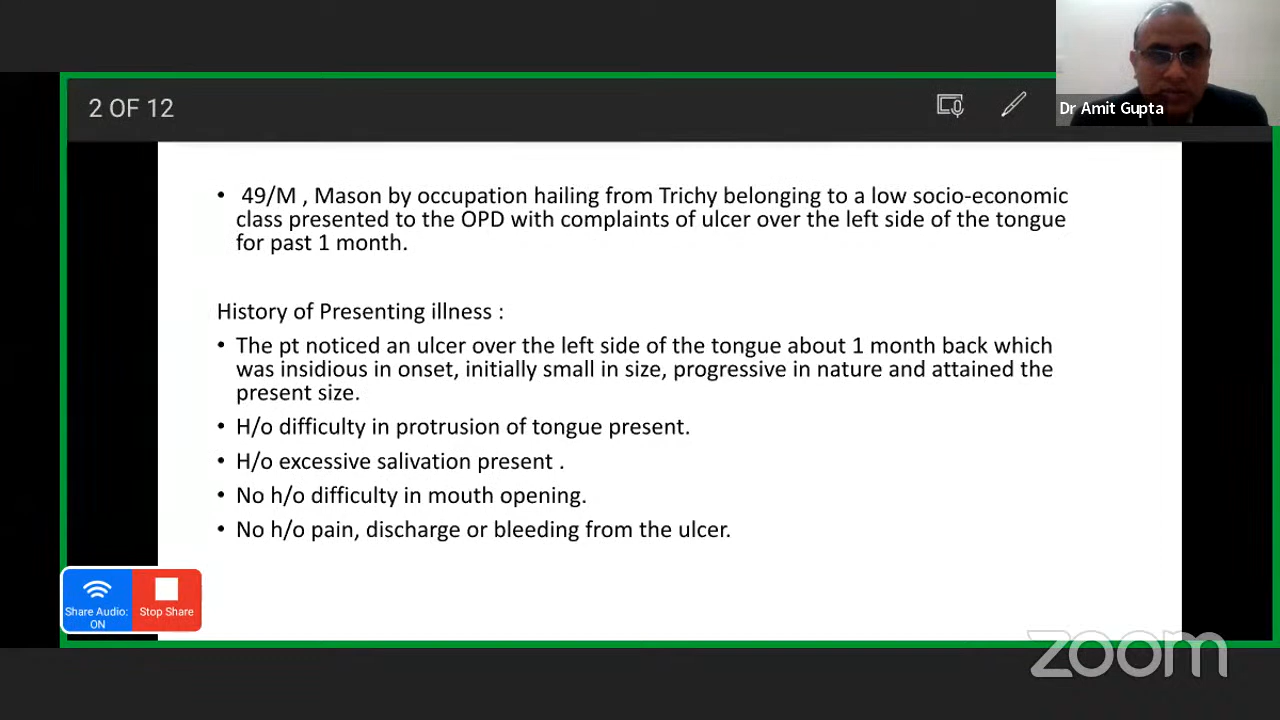 2 OF 12
Dr Amit Gupta
• 49/M , Mason by occupation hailing from Trichy belonging to a low socio-economic
class presented to the OPD with complaints of ulcer over the left side of the tongue
for past 1 month.
History of Presenting illness :
• The pt noticed an ulcer over the left side of the tongue about 1 month back which
was insidious in onset, initially small in size, progressive in nature and attained the
present size.
• H/o difficulty in protrusion of tongue present.
• H/o excessive salivation present .
• No h/o difficulty in mouth opening.
• No h/o pain, discharge or bleeding from the ulcer.
Share Audio:
ON
Stop Share
zoom